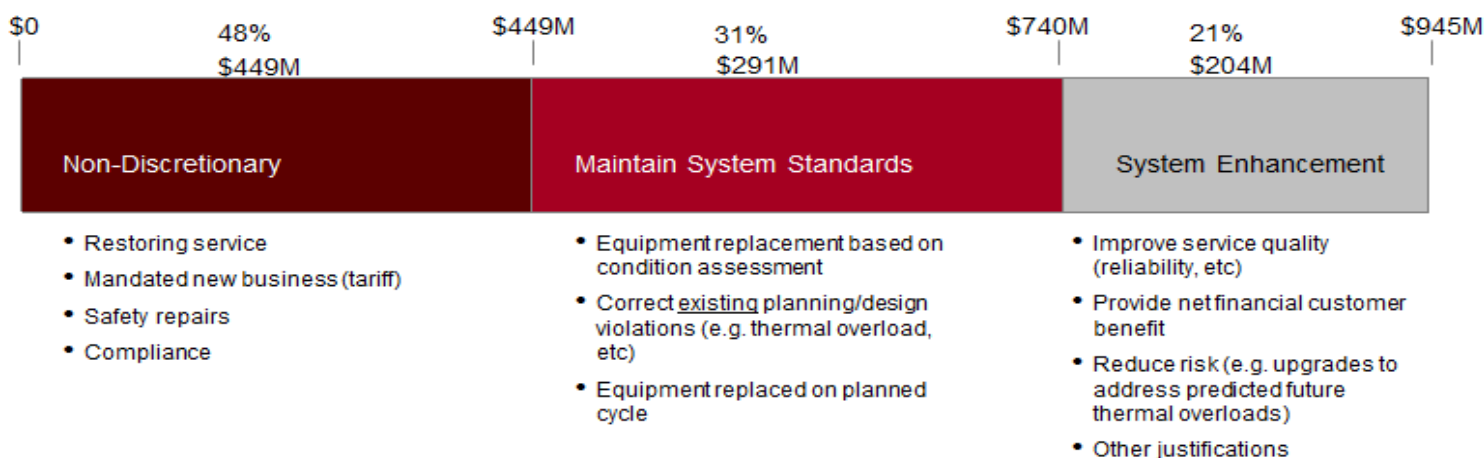 $0
48%
$449M
$449M
31%
$291M
$740M
21%
$204M
$945M
Non-Discretionary
Maintain System Standards
System Enhancement
• Restoring service
• Mandated new business (tariff)
• Safety repairs
• Compliance
• Equipment replacement based on
condition assessment
• Correct existing planning/design
violations (e.g. thermal overload,
etc)
• Equipment replaced on planned
cycle
• Improve service quality
(reliability, etc)
• Provide net financial customer
benefit
• Reduce risk (e.g. upgrades to
address predicted future
thermal overloads)
• Other justifications